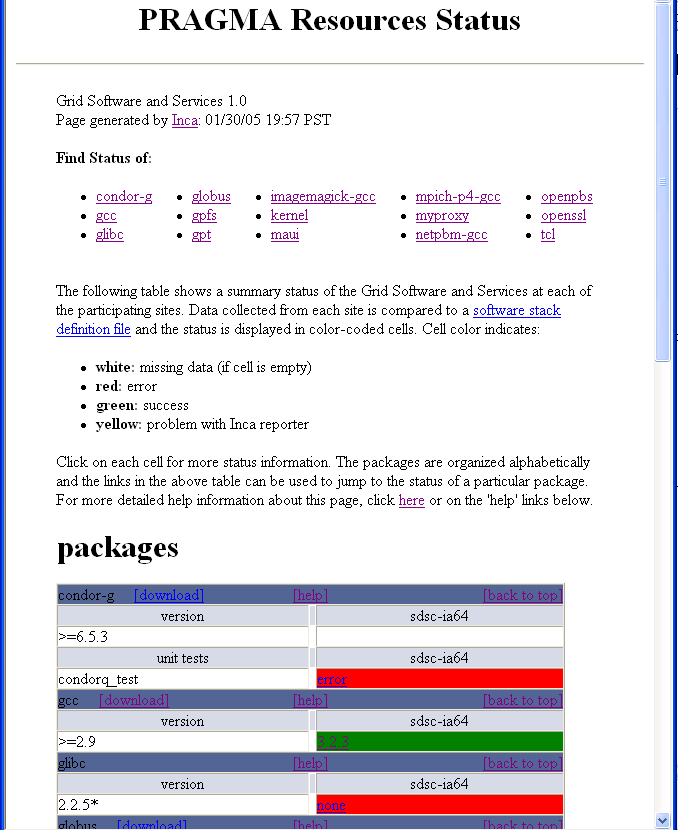 PRAGMA Resources Status
Grid Software and Services 1.0
Page generated by Inca: 01/30/05 19:57 PST
Find Status of:
condor-g globus imagemagick-gcc mpich-p4-gcc openpbs
gcc gpfs kernel myproxy openssl
glibc gpt maui netpbm-gcc tcl
The following table shows a summary status of the Grid Software and Services at each of
the participating sites. Data collected from each site is compared to a software stack
definition file and the status is displayed in color-coded cells. Cell color indicates:
white: missing data (if cell is empty)
red: error
green: success
yellow: problem with Inca reporter
Click on each cell for more status information. The packages are organized alphabetically
and the links in the above table can be used to jump to the status of a particular package.
For more detailed help information about this page, click here or on the 'help' links below.
packages
condor-g [download] [help] [back to top]
version sdsc-ia64
>=6.5.3
unit tests sdsc-ia64
condorq_test error
gcc [download] [help] [back to top]
version sdsc-ia64
>=2.9
glibc [help] [back to top]
version sdsc-ia64
2.2.5* none
globus [download] [help] [back to top]